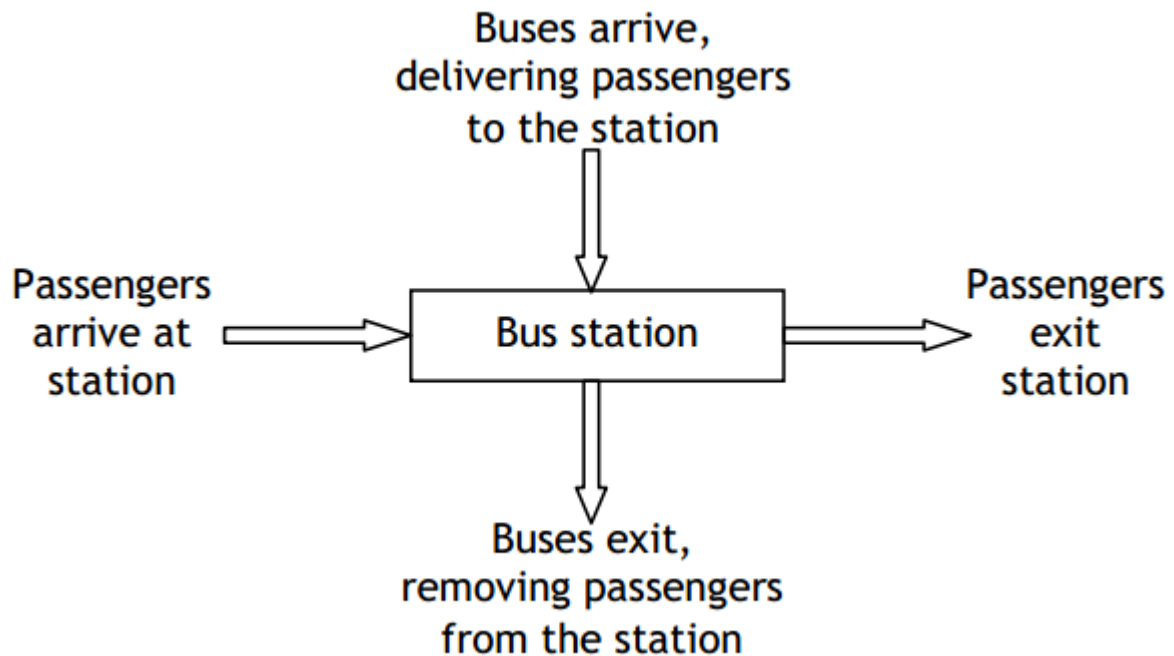 Buses arrive,
delivering passengers
to the station
Passengers
arrive at
station
Bus station
Passengers
exit
station
Buses exit,
removing passengers
from the station